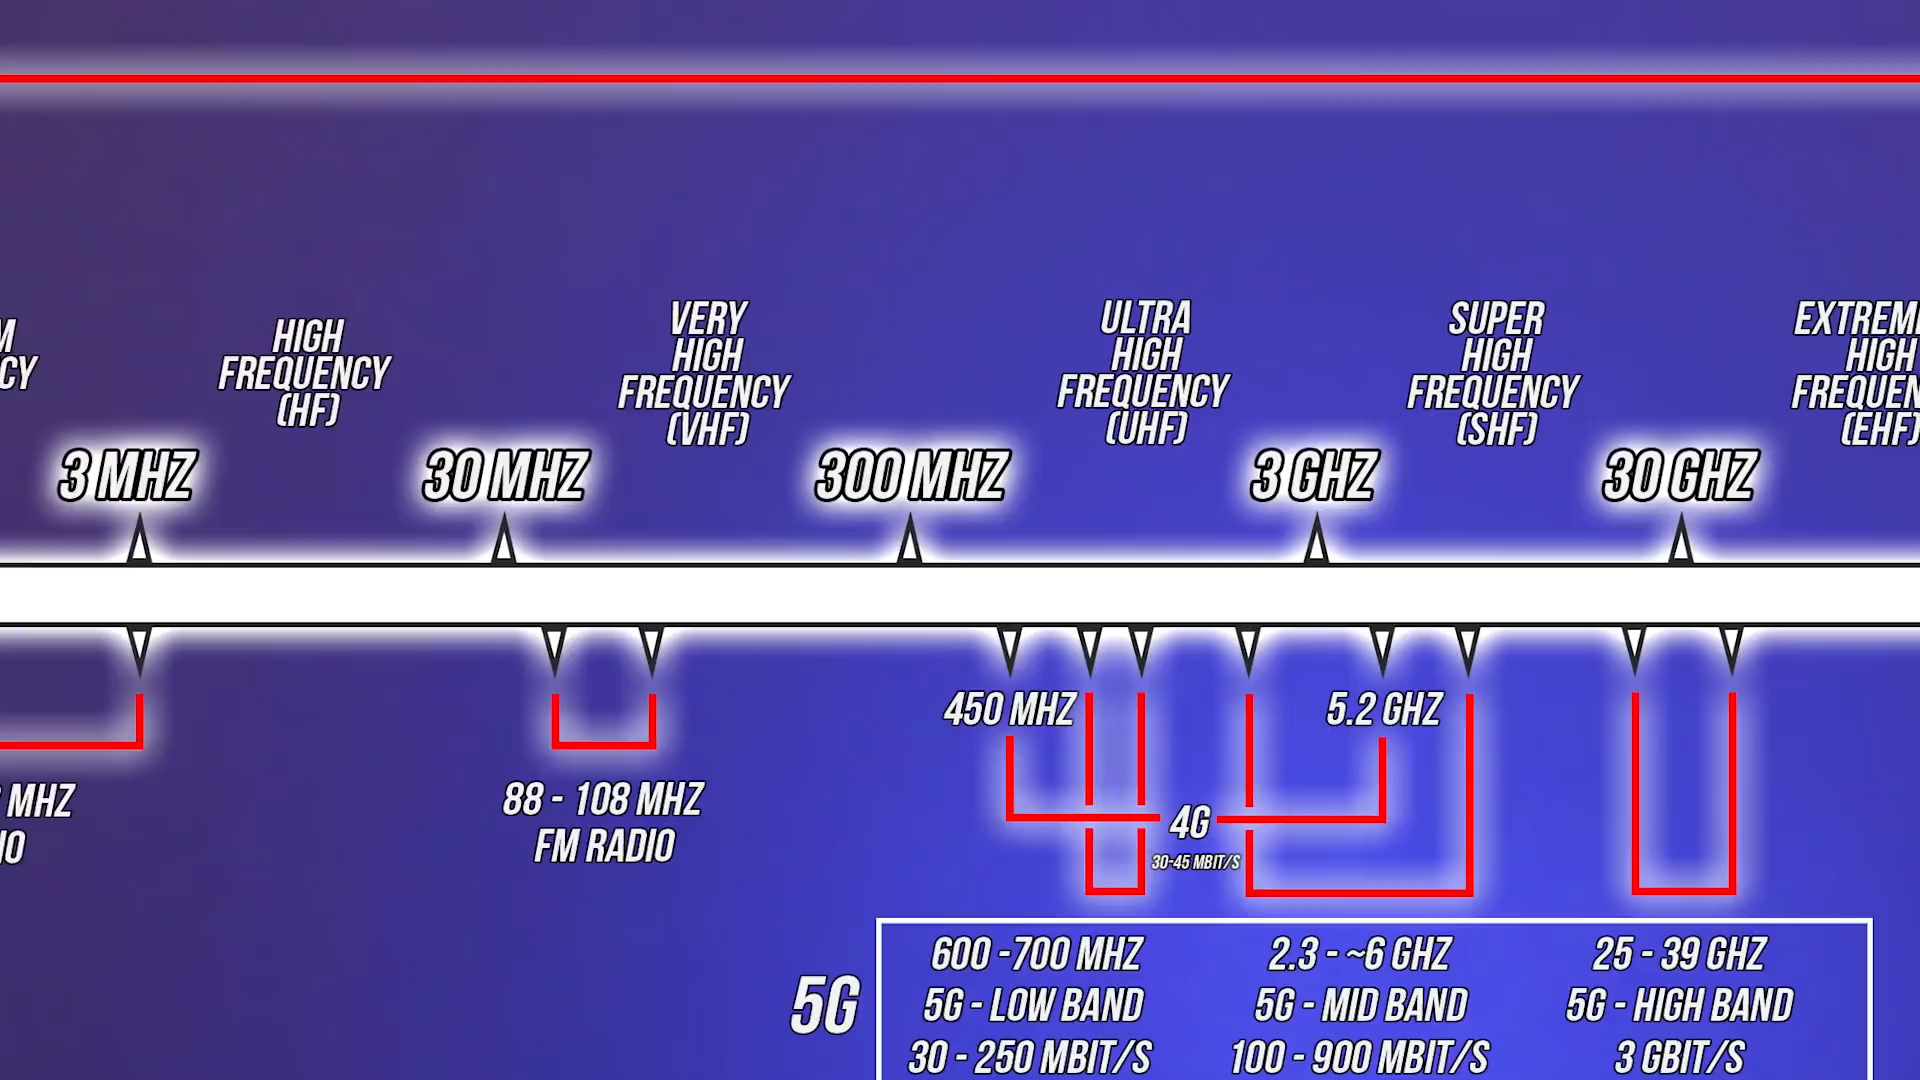 HIGH
FREQUENCY
(HF)
VERY
HIGH
FREQUENCY
(VHF)
ULTRA
HIGH
FREQUENCY
(UHF)
SUPER
HIGH
FREQUENCY
(SHF)
HIGH
(EHF)
3 MHZ
30 MHZ
300 MHZ
3 GHZ
30 GHZ
450 MHZ
5.2 GHZ
MHZ
88 - 108 MHZ
FM RADIO
4G
30-45 MBIT/S
5G
600 -700 MHZ
5G - LOW BAND
30 - 250 MBIT/S
2.3 - ~6 GHZ
5G - MID BAND
100 - 900 MBIT/S
25 - 39 GHZ
5G - HIGH BAND
3 GBIT/S